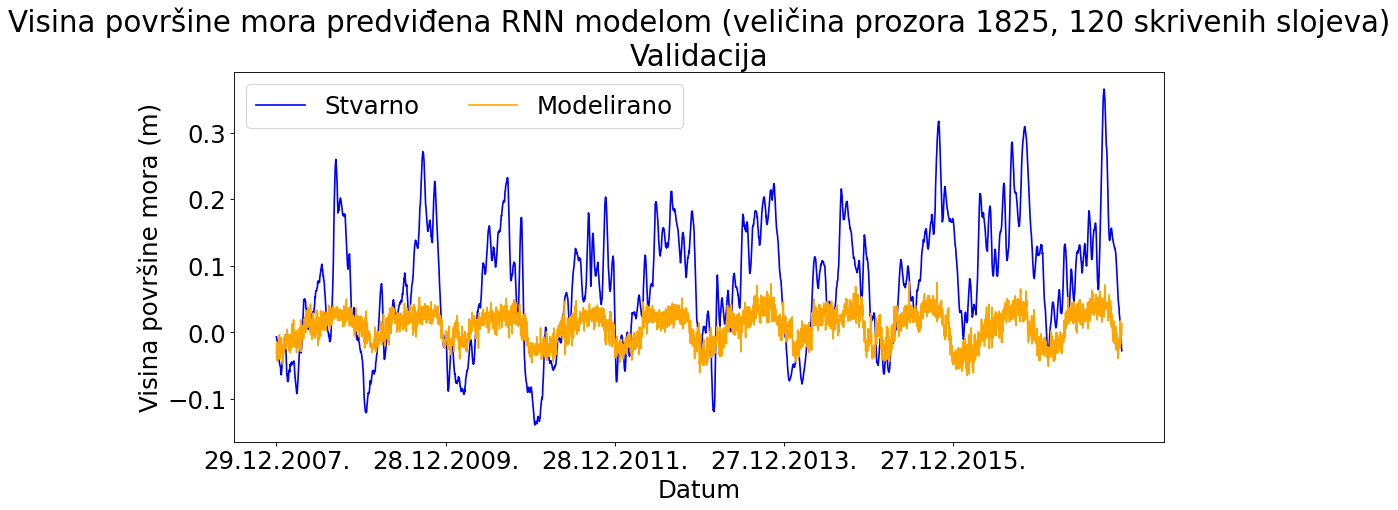 Visina površine mora predviđena RNN modelom (veličina prozora 1825, 120 skrivenih slojeva)
Validacija
Stvarno Modelirano
Visina površine mora (m)
0.3
0.2
0.1
0.0
−0.1
29.12.2007. 28.12.2009. 28.12.2011. 27.12.2013. 27.12.2015.
Datum